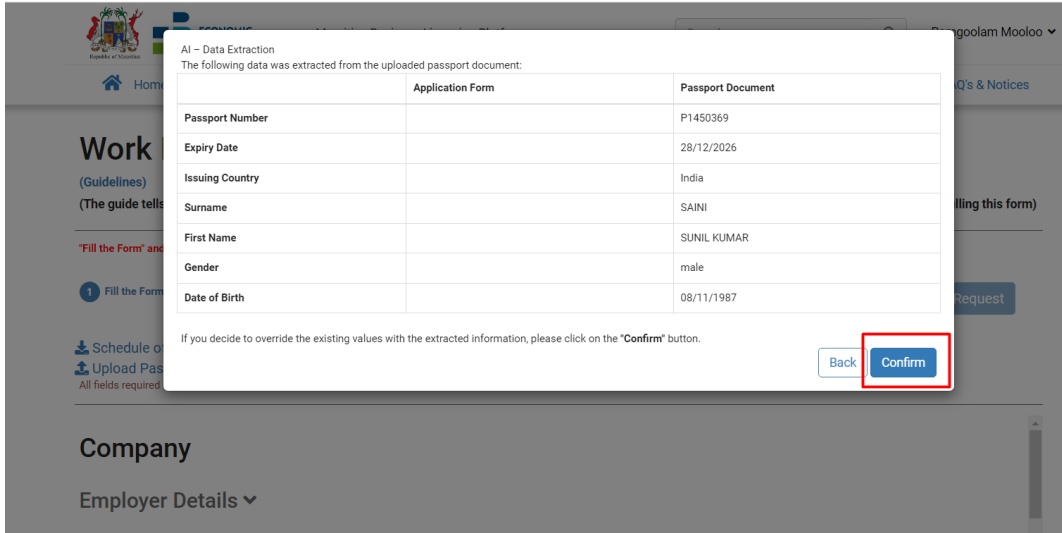 Republic of Mauritius
ECONOMIC
goolam Mooloo
Home
AQ's & Notices
AI – Data Extraction
The following data was extracted from the uploaded passport document:
Application Form Passport Document
Passport Number P1450369
Expiry Date 28/12/2026
Issuing Country India
Surname SAINI
First Name SUNIL KUMAR
Gender male
Date of Birth 08/11/1987
If you decide to override the existing values with the extracted information, please click on the "Confirm" button.
Back Confirm
Work
(Guidelines)
(The guide tells
lling this form)
"Fill the Form" and
1 Fill the Form
Request
Schedule of
Upload Pas
All fields required
Company
Employer Details